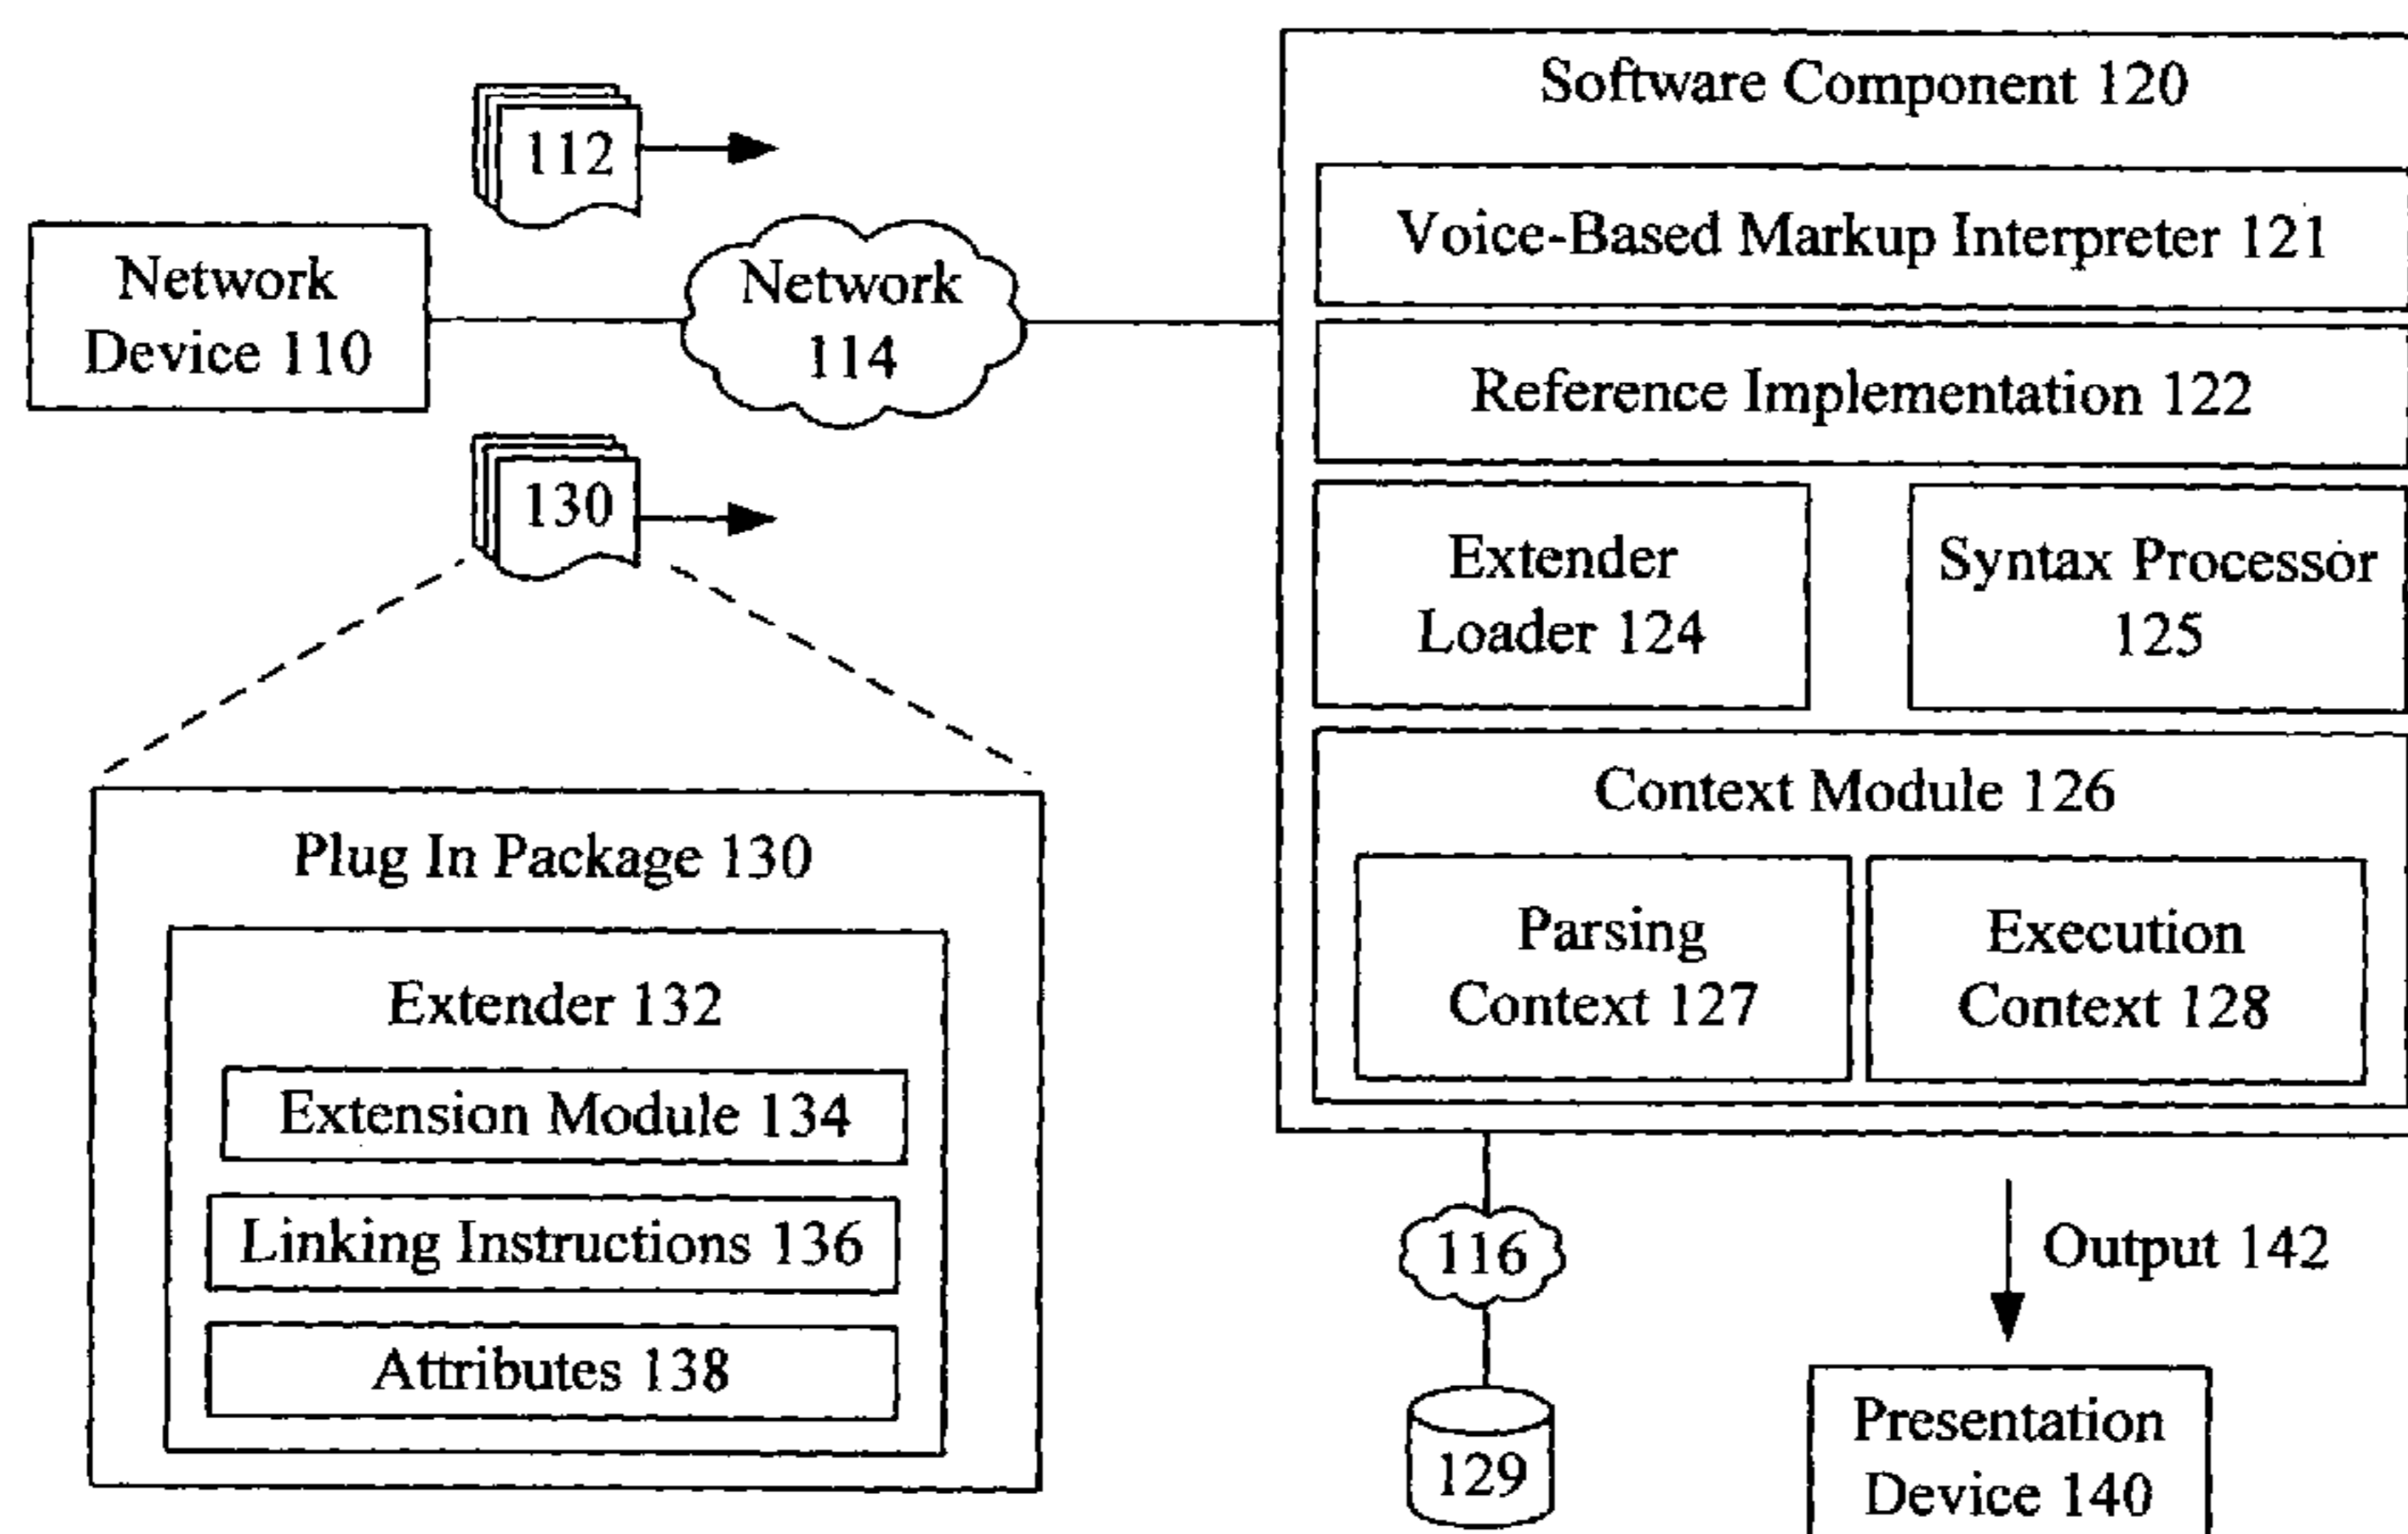 112
Network
Device 110
Network
114
130
Plug In Package 130
Extender 132
Extension Module 134
Linking Instructions 136
Attributes 138
Software Component 120
Voice-Based Markup Interpreter 121
Reference Implementation 122
Extender
Loader 124
Syntax Processor
125
Context Module 126
Parsing
Context 127
Execution
Context 128
116
129
Output 142
Presentation
Device 140